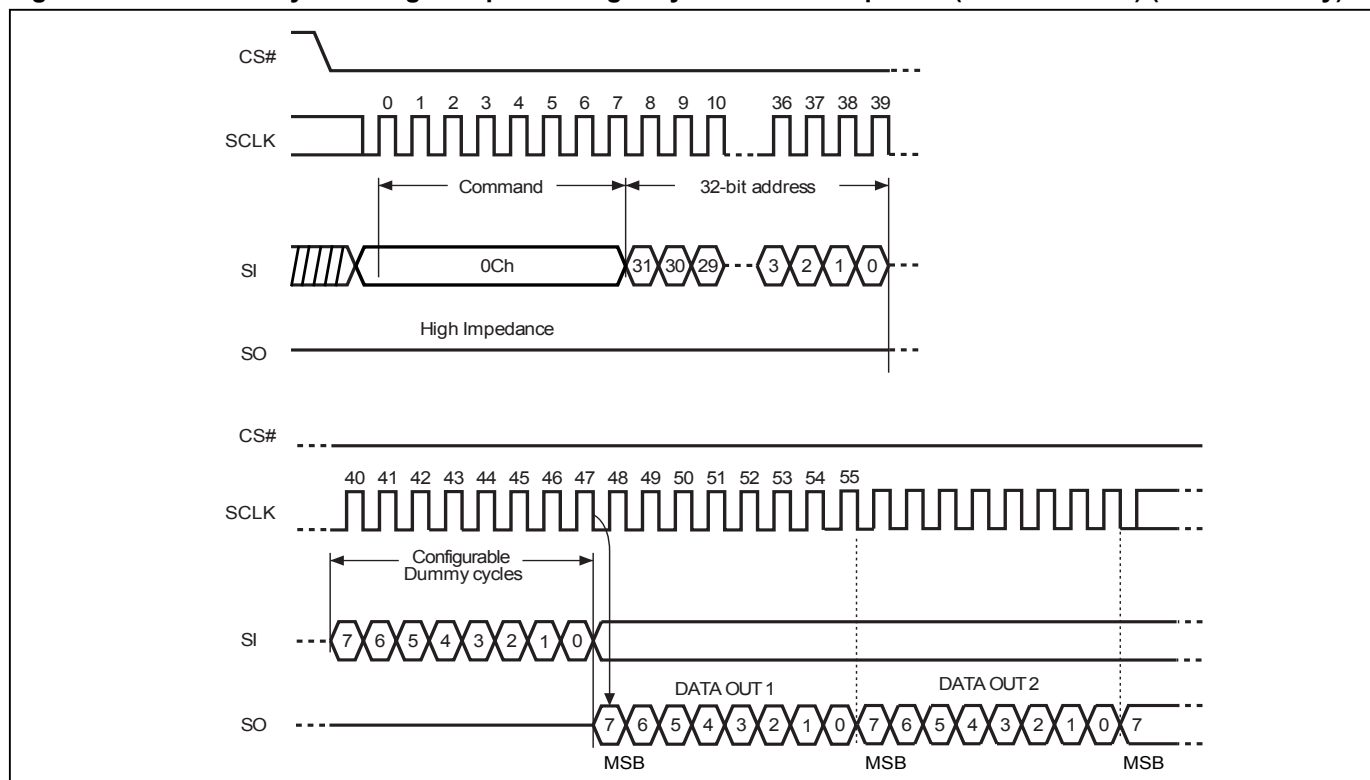 CS#
0 1 2 3 4 5 6 7 8 9 10 36 37 38 39
SCLK
Command 32-bit address
SI 0Ch 31 30 29 3 2 1 0
High Impedance
SO
CS#
40 41 42 43 44 45 46 47 48 49 50 51 52 53 54 55
SCLK
Configurable
Dummy cycles
SI 7 6 5 4 3 2 1 0
DATA OUT 1 DATA OUT 2
SO 7 6 5 4 3 2 1 0 7 6 5 4 3 2 1 0 7
MSB MSB MSB